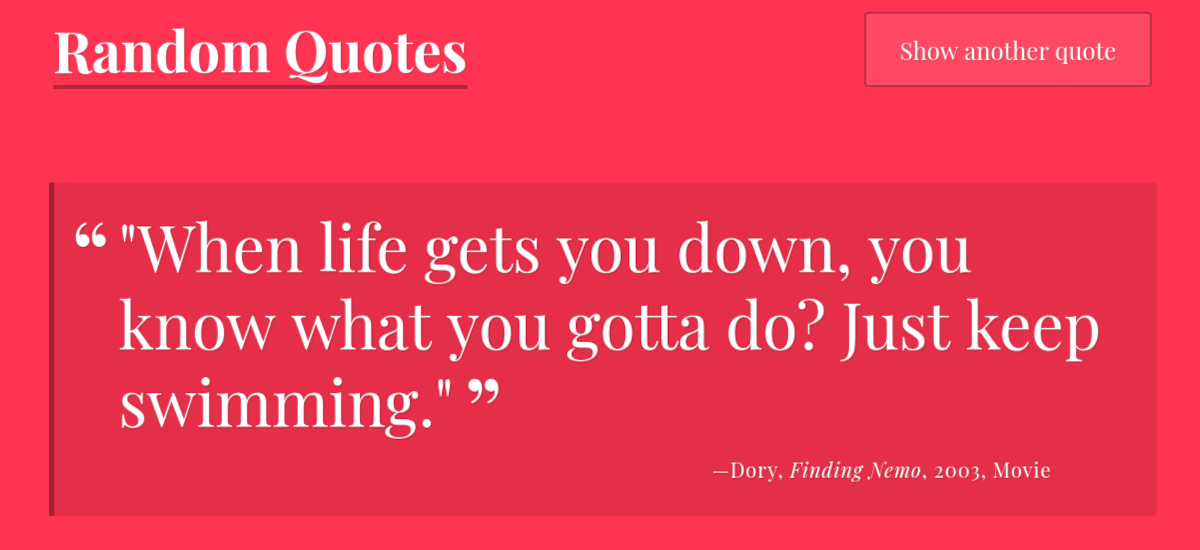 Random Quotes
Show another quote
“ "When life gets you down, you
know what you gotta do? Just keep
swimming." ”
—Dory, Finding Nemo, 2003, Movie